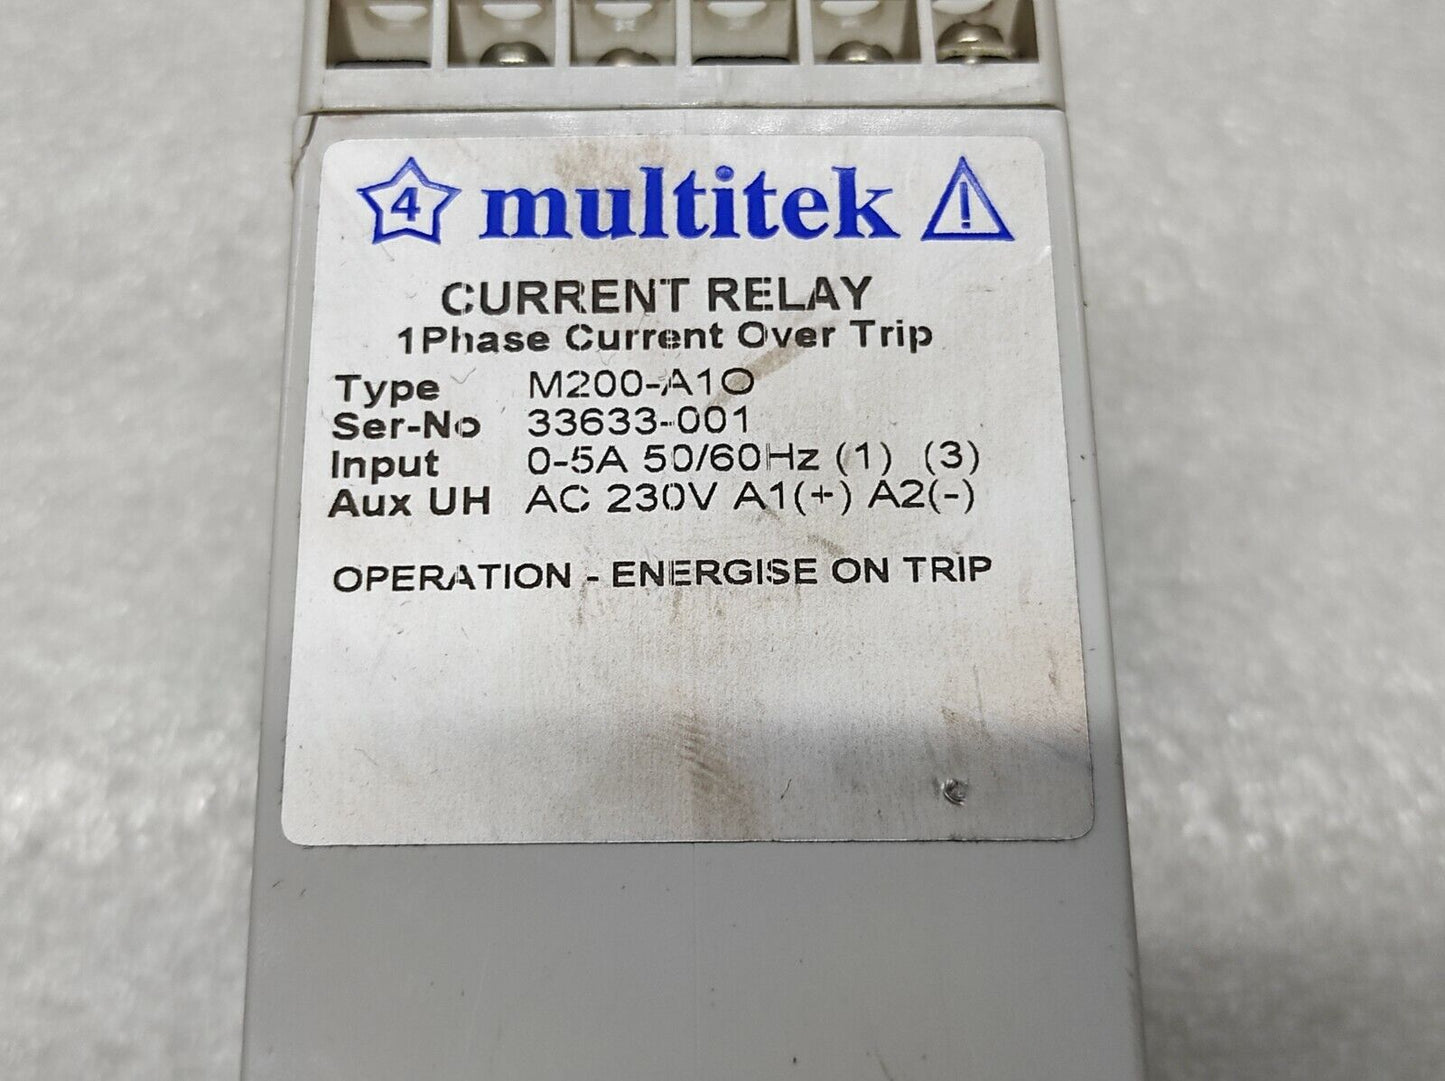 4 multitek !
CURRENT RELAY
1Phase Current Over Trip
Type M200-A1O
Ser-No 33633-001
Input 0-5A 50/60Hz (1) (3)
Aux UH AC 230V A1(+) A2(-)
OPERATION - ENERGISE ON TRIP